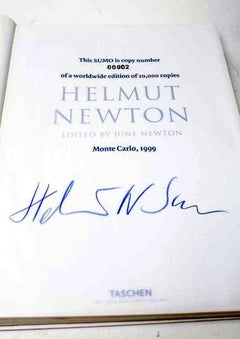 This SUMO is copy number
00902
of a worldwide edition of 10,000 copies
HELMUT
NEWTON
EDITED BY JUNE NEWTON
Monte Carlo, 1999
TASCHEN